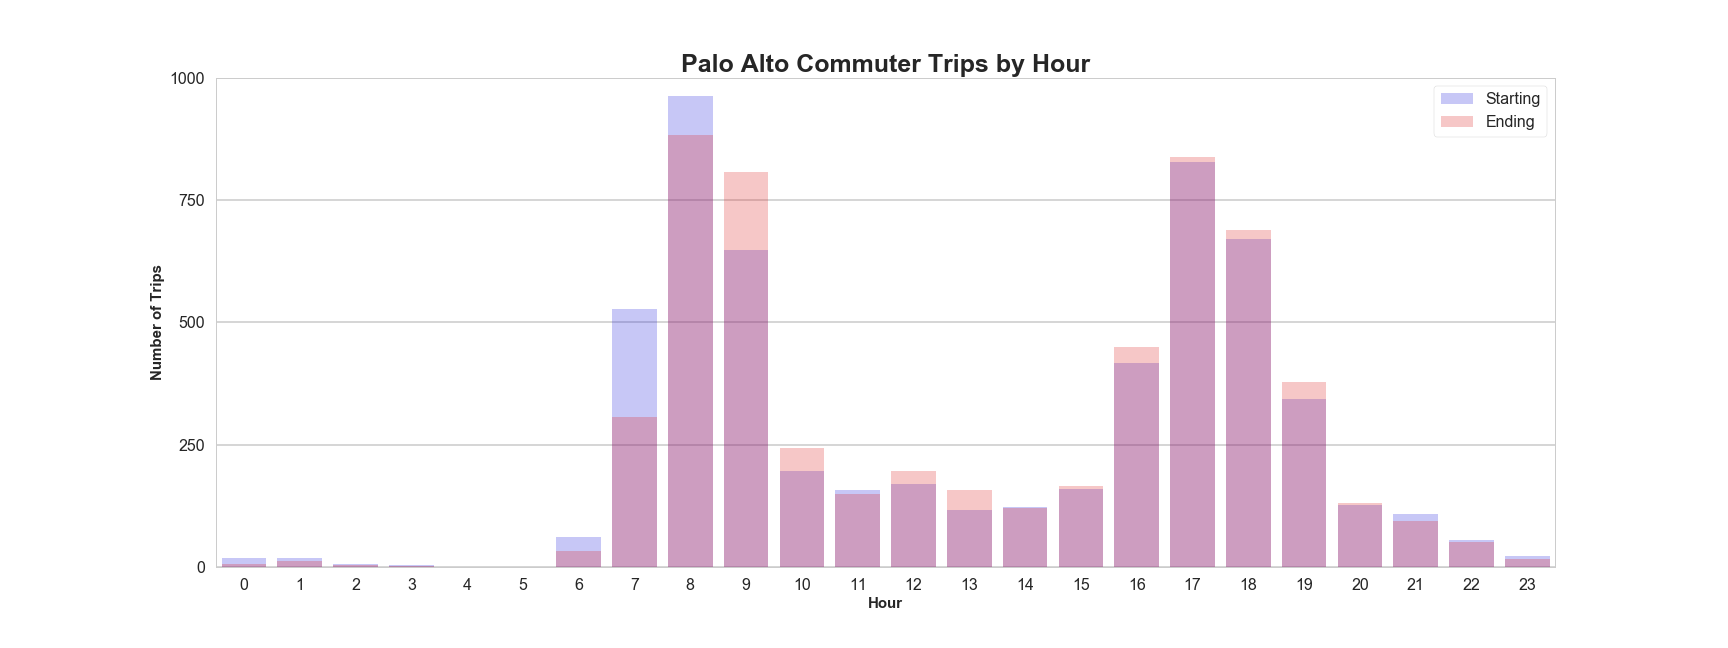 Palo Alto Commuter Trips by Hour
1000
750
500
250
0
Number of Trips
Starting
Ending
0 1 2 3 4 5 6 7 8 9 10 11 12 13 14 15 16 17 18 19 20 21 22 23
Hour